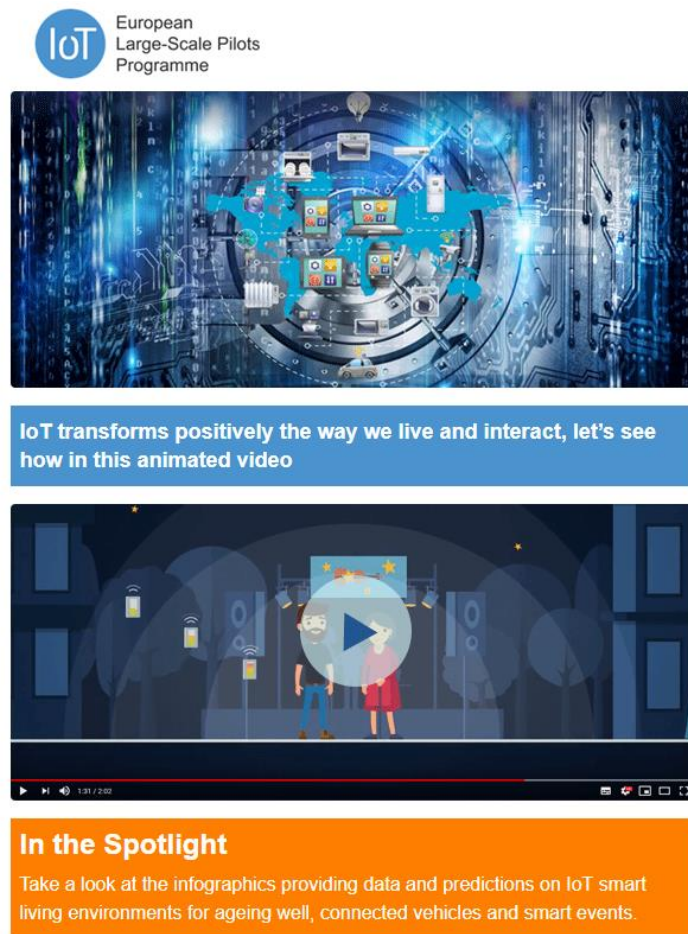 IoT
European
Large-Scale Pilots
Programme
IoT transforms positively the way we live and interact, let’s see
how in this animated video
1:31 / 2:02
In the Spotlight
Take a look at the infographics providing data and predictions on IoT smart
living environments for ageing well, connected vehicles and smart events.